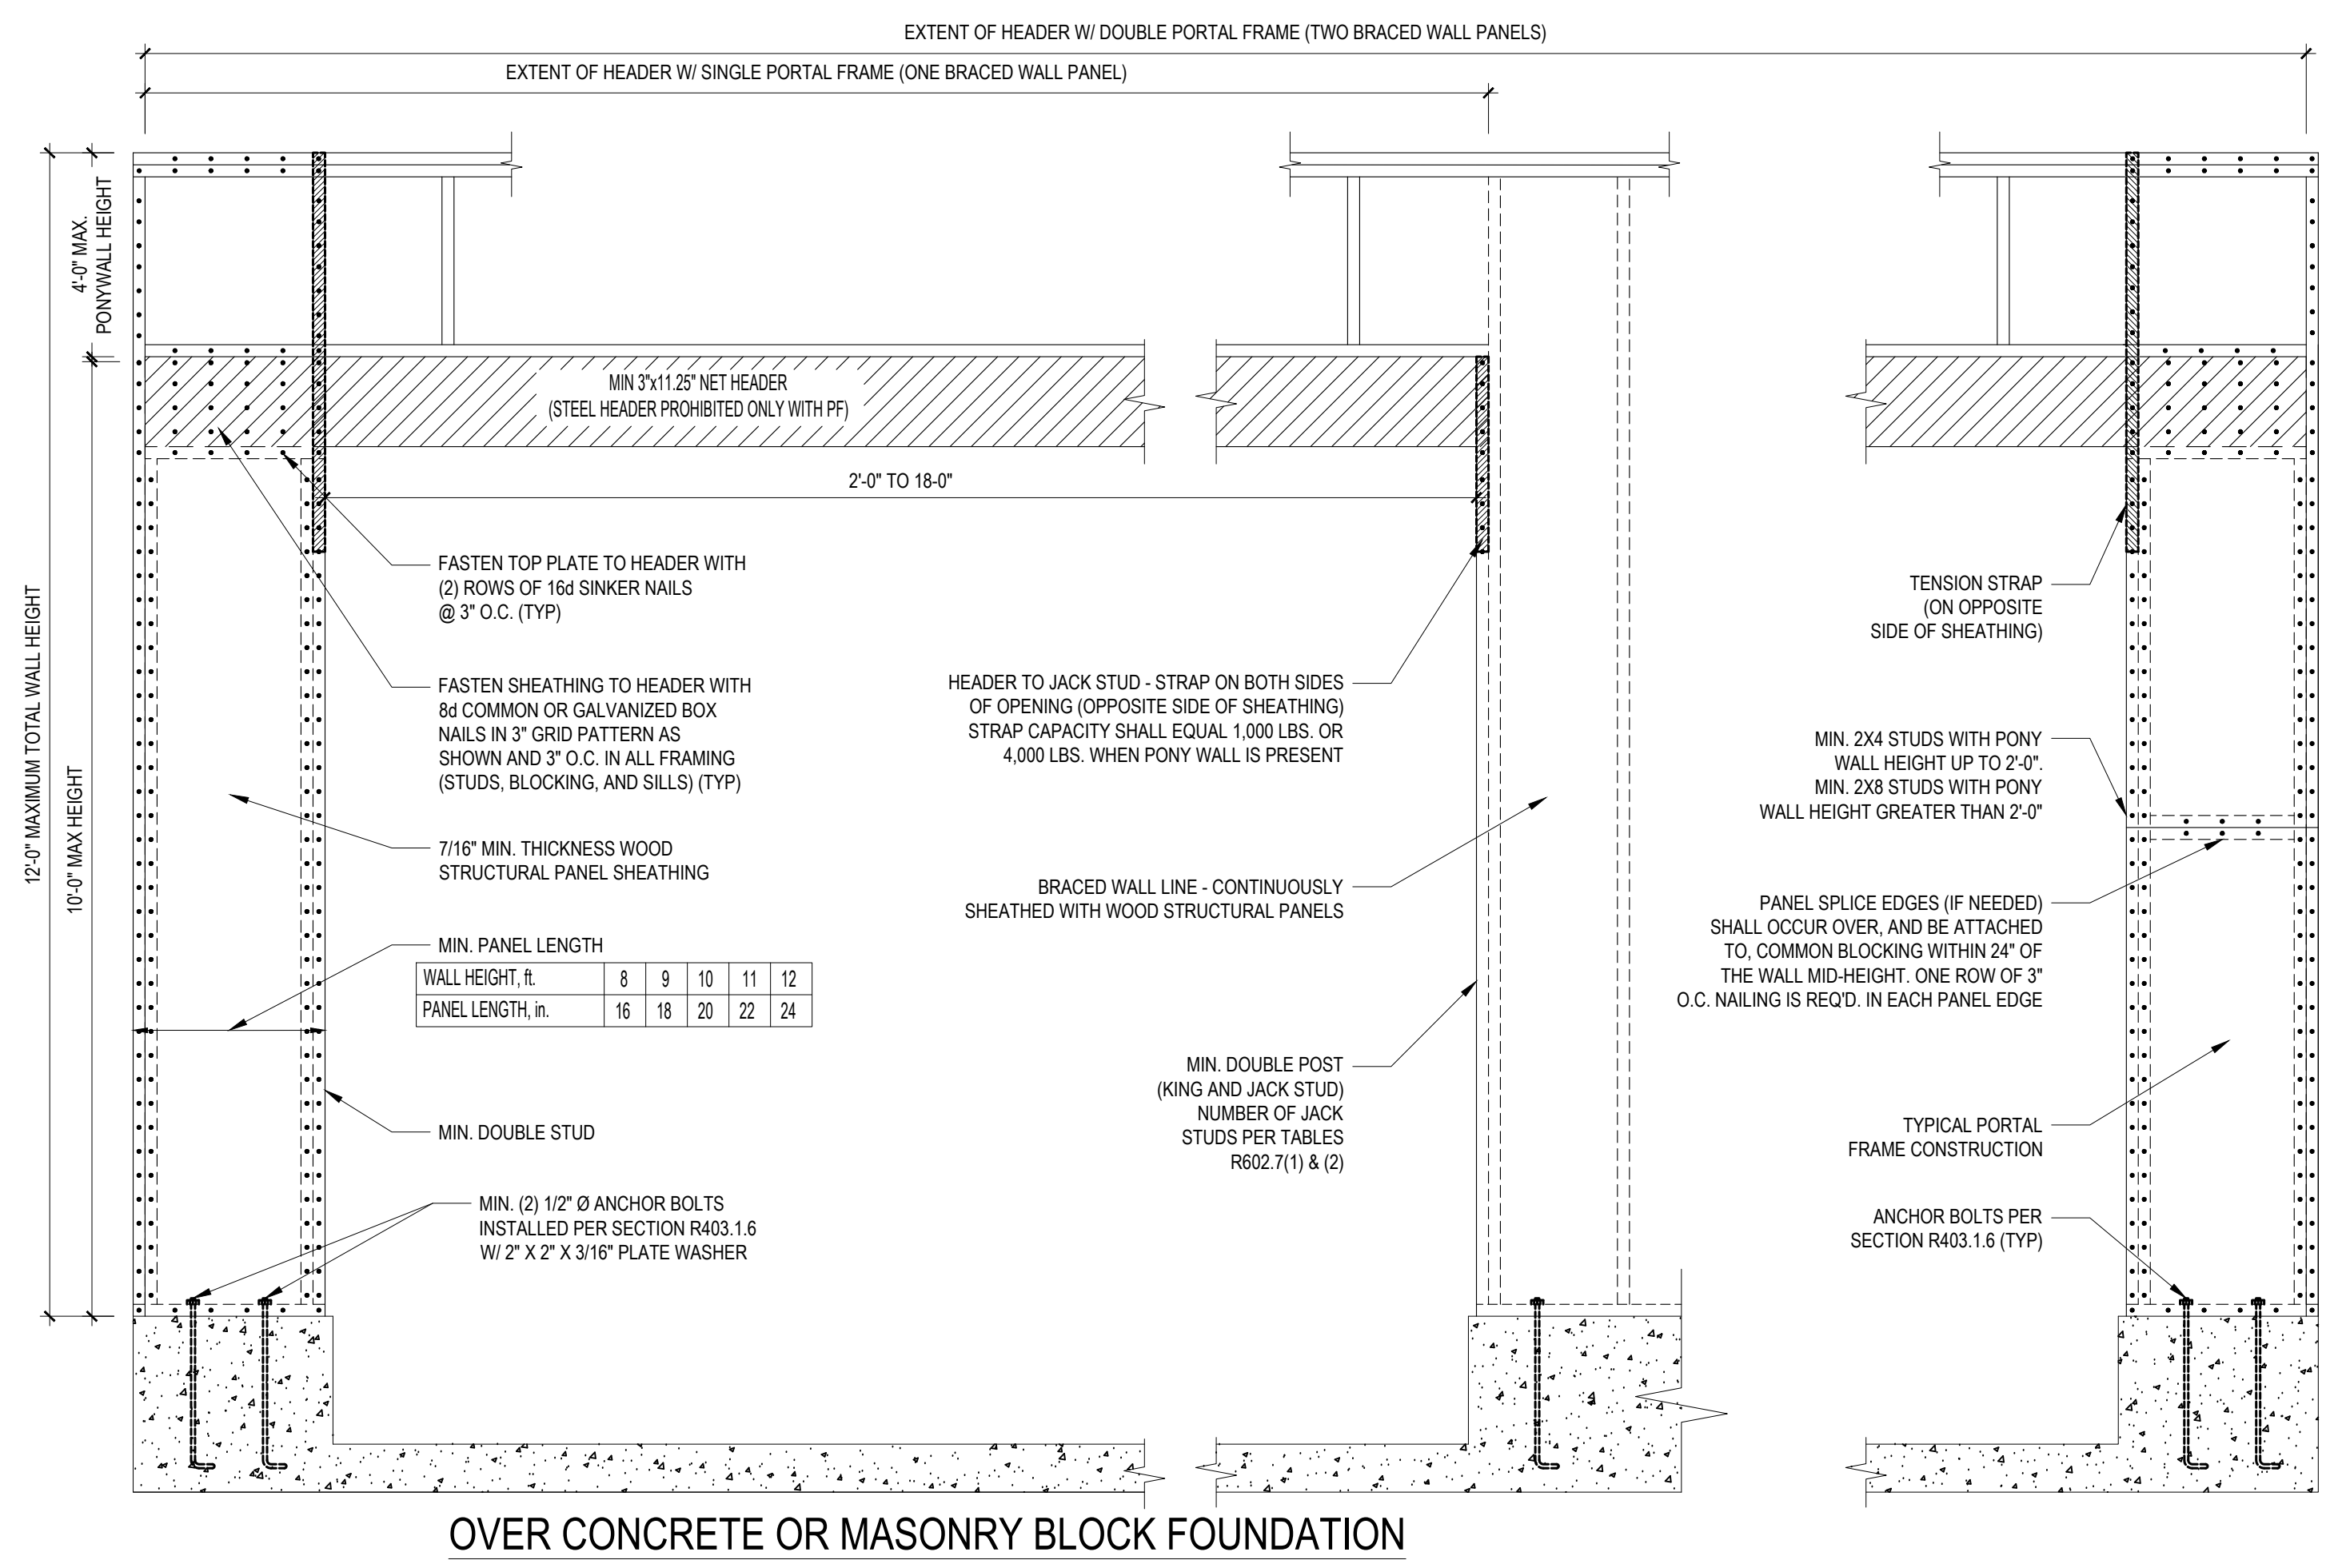 EXTENT OF HEADER W/ DOUBLE PORTAL FRAME (TWO BRACED WALL PANELS)
EXTENT OF HEADER W/ SINGLE PORTAL FRAME (ONE BRACED WALL PANEL)
4'-0" MAX.
PONYWALL HEIGHT
12'-0" MAXIMUM TOTAL WALL HEIGHT
10'-0" MAX HEIGHT
MIN 3"x11.25" NET HEADER
(STEEL HEADER PROHIBITED ONLY WITH PF)
2'-0" TO 18-0"
FASTEN TOP PLATE TO HEADER WITH
(2) ROWS OF 16d SINKER NAILS
@ 3" O.C. (TYP)
FASTEN SHEATHING TO HEADER WITH
8d COMMON OR GALVANIZED BOX
NAILS IN 3" GRID PATTERN AS
SHOWN AND 3" O.C. IN ALL FRAMING
(STUDS, BLOCKING, AND SILLS) (TYP)
7/16" MIN. THICKNESS WOOD
STRUCTURAL PANEL SHEATHING
MIN. PANEL LENGTH
WALL HEIGHT, ft. 8 9 10 11 12
PANEL LENGTH, in. 16 18 20 22 24
MIN. DOUBLE STUD
MIN. (2) 1/2" Ø ANCHOR BOLTS
INSTALLED PER SECTION R403.1.6
W/ 2" X 2" X 3/16" PLATE WASHER
HEADER TO JACK STUD - STRAP ON BOTH SIDES
OF OPENING (OPPOSITE SIDE OF SHEATHING)
STRAP CAPACITY SHALL EQUAL 1,000 LBS. OR
4,000 LBS. WHEN PONY WALL IS PRESENT
BRACED WALL LINE - CONTINUOUSLY
SHEATHED WITH WOOD STRUCTURAL PANELS
MIN. DOUBLE POST
(KING AND JACK STUD)
NUMBER OF JACK
STUDS PER TABLES
R602.7(1) & (2)
TENSION STRAP
(ON OPPOSITE
SIDE OF SHEATHING)
MIN. 2X4 STUDS WITH PONY
WALL HEIGHT UP TO 2'-0".
MIN. 2X8 STUDS WITH PONY
WALL HEIGHT GREATER THAN 2'-0"
PANEL SPLICE EDGES (IF NEEDED)
SHALL OCCUR OVER, AND BE ATTACHED
TO, COMMON BLOCKING WITHIN 24" OF
THE WALL MID-HEIGHT. ONE ROW OF 3"
O.C. NAILING IS REQ'D. IN EACH PANEL EDGE
TYPICAL PORTAL
FRAME CONSTRUCTION
ANCHOR BOLTS PER
SECTION R403.1.6 (TYP)
OVER CONCRETE OR MASONRY BLOCK FOUNDATION